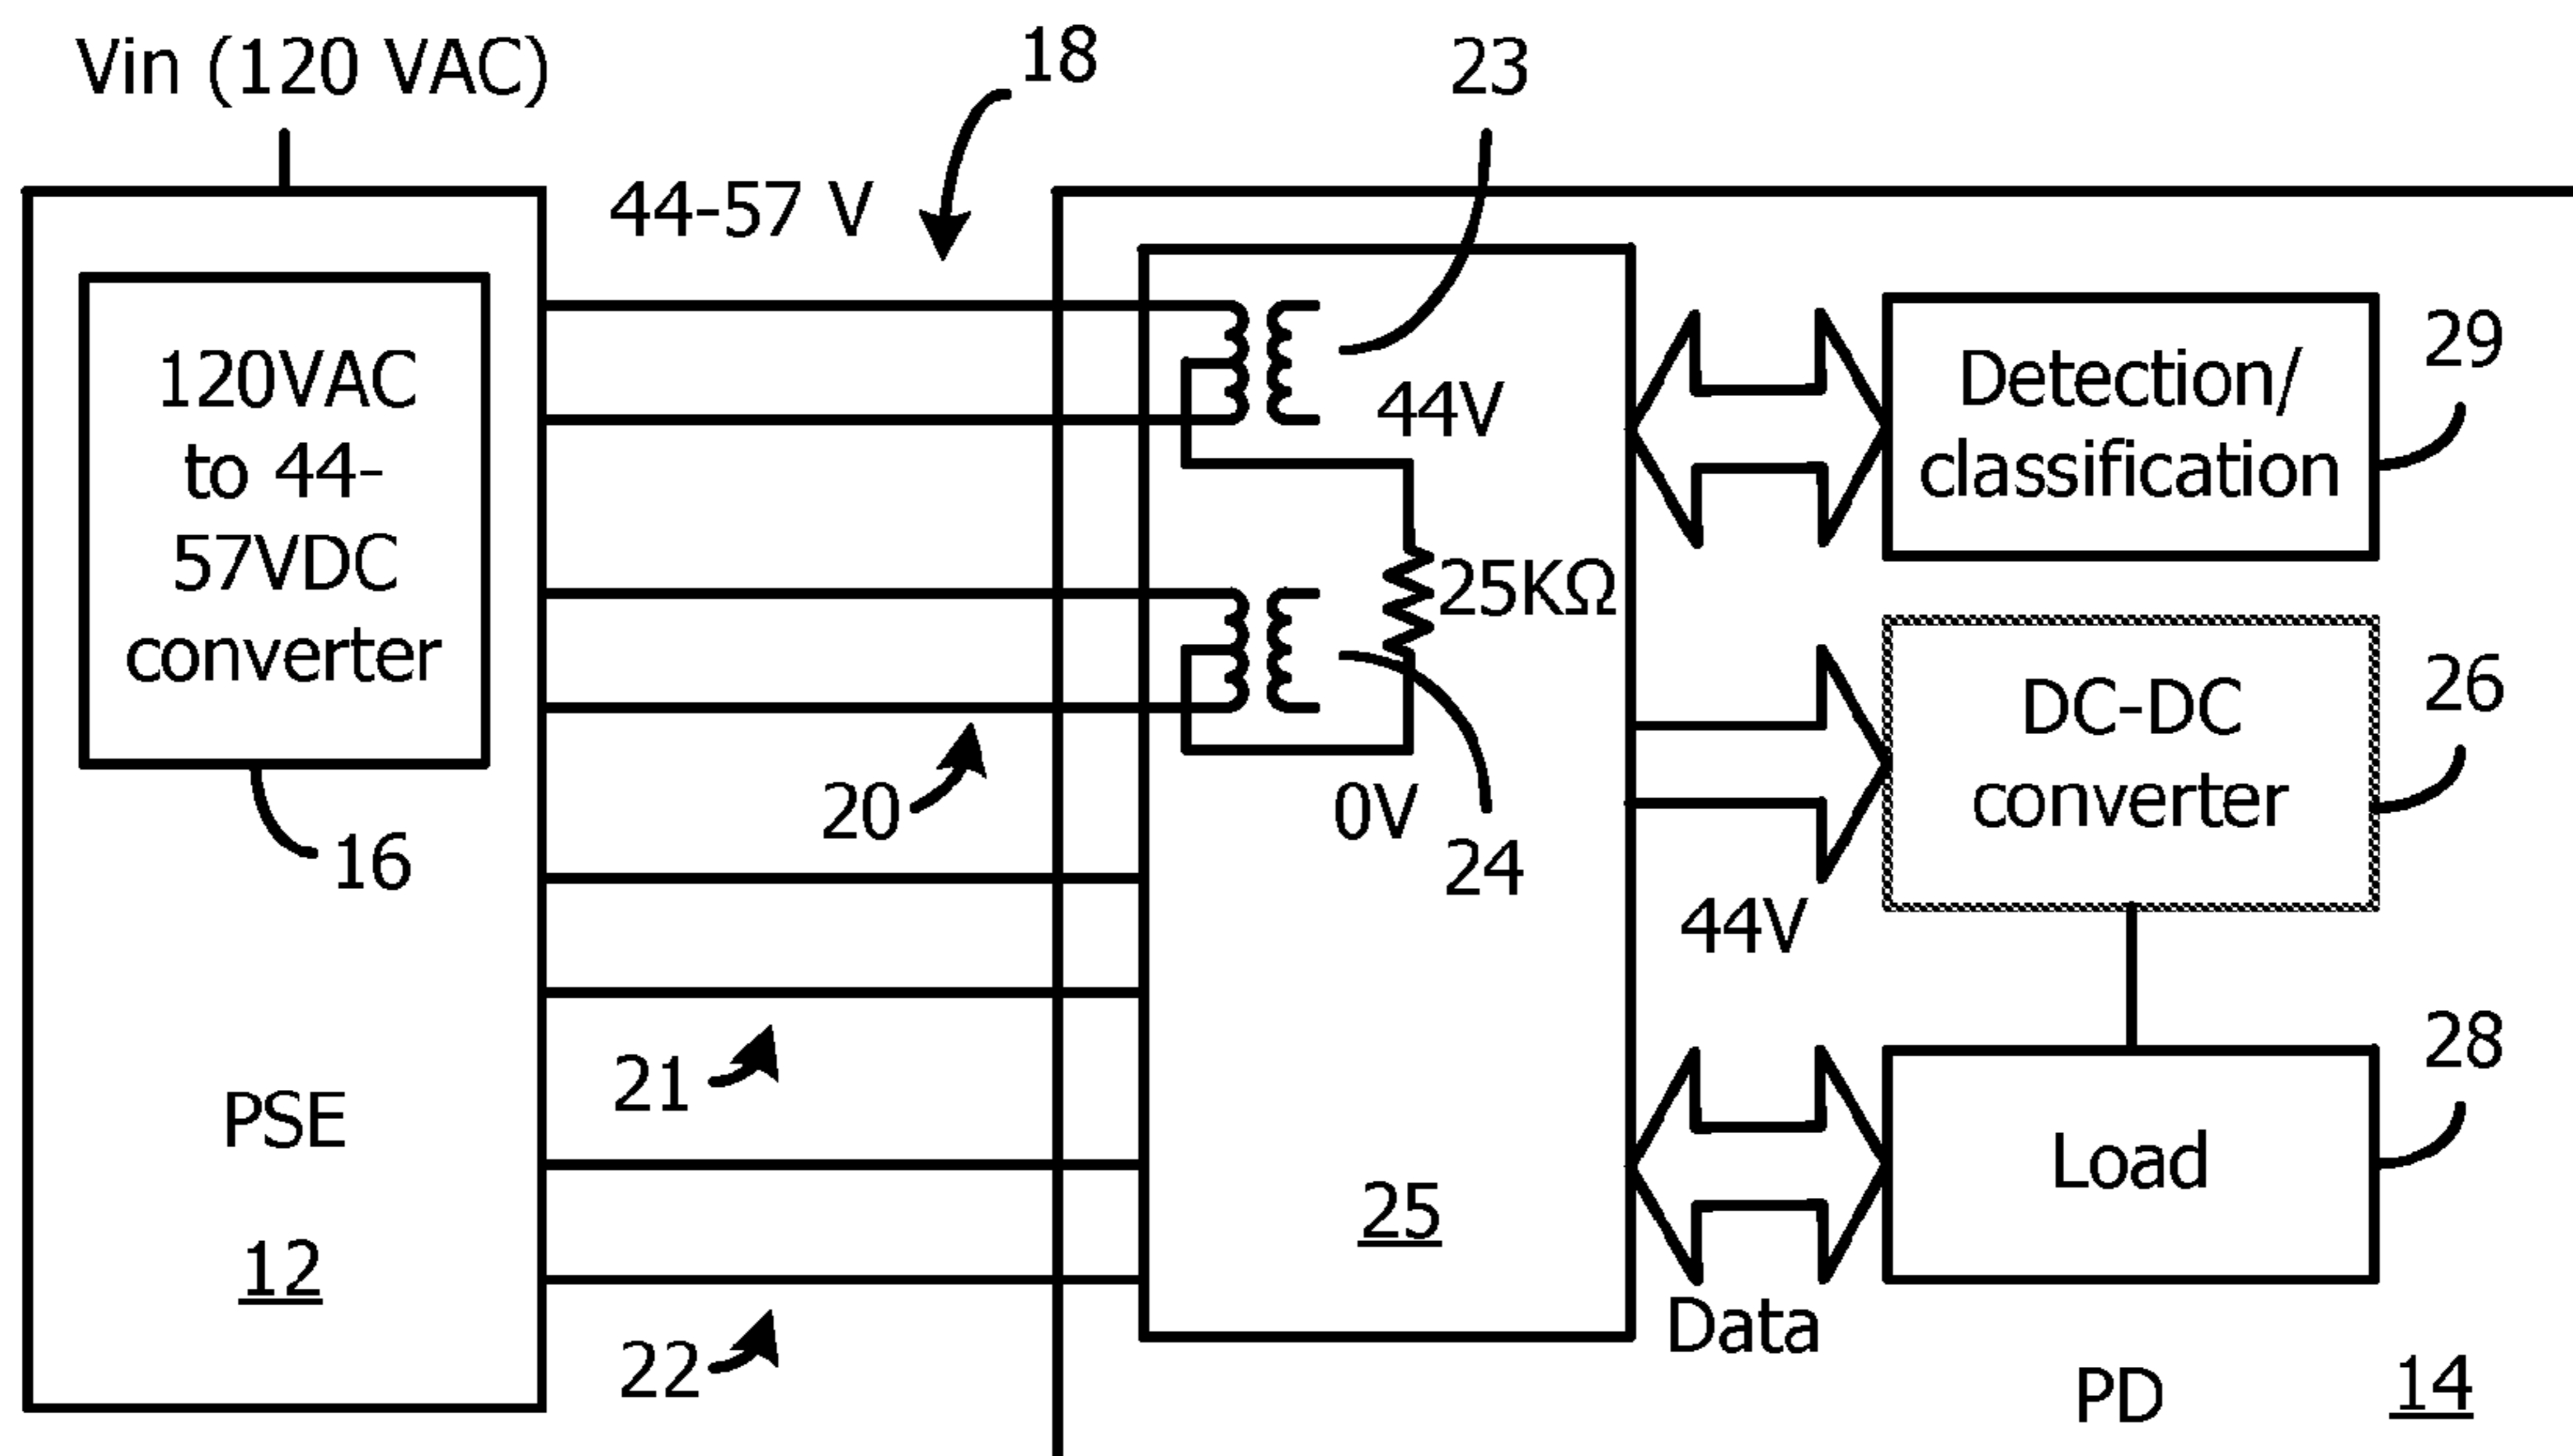 Vin (120 VAC)
18
23
44-57 V
120VAC
to 44-
57VDC
converter
16
PSE
12
20
21
22
44V
25KΩ
0V
24
25
Detection/
classification
29
DC-DC
converter
26
44V
Load
28
Data
PD
14